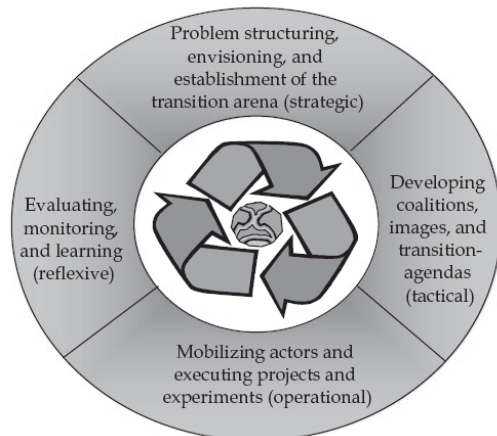 Problem structuring,
envisioning, and
establishment of the
transition arena (strategic)
Developing
coalitions,
images, and
transition-
agendas
(tactical)
Mobilizing actors and
executing projects and
experiments (operational)
Evaluating,
monitoring,
and learning
(reflexive)